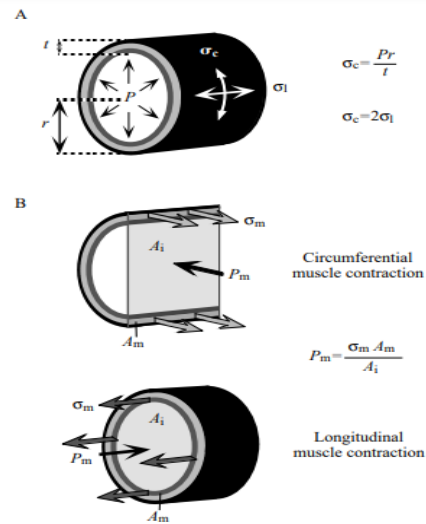 A
t
σc
P
σl
r
σc=Pr/t
σc=2σl
B
σm
Ai
Pm
Am
Circumferential
muscle contraction
Pm=σm Am/Ai
σm
Ai
Pm
Am
Longitudinal
muscle contraction